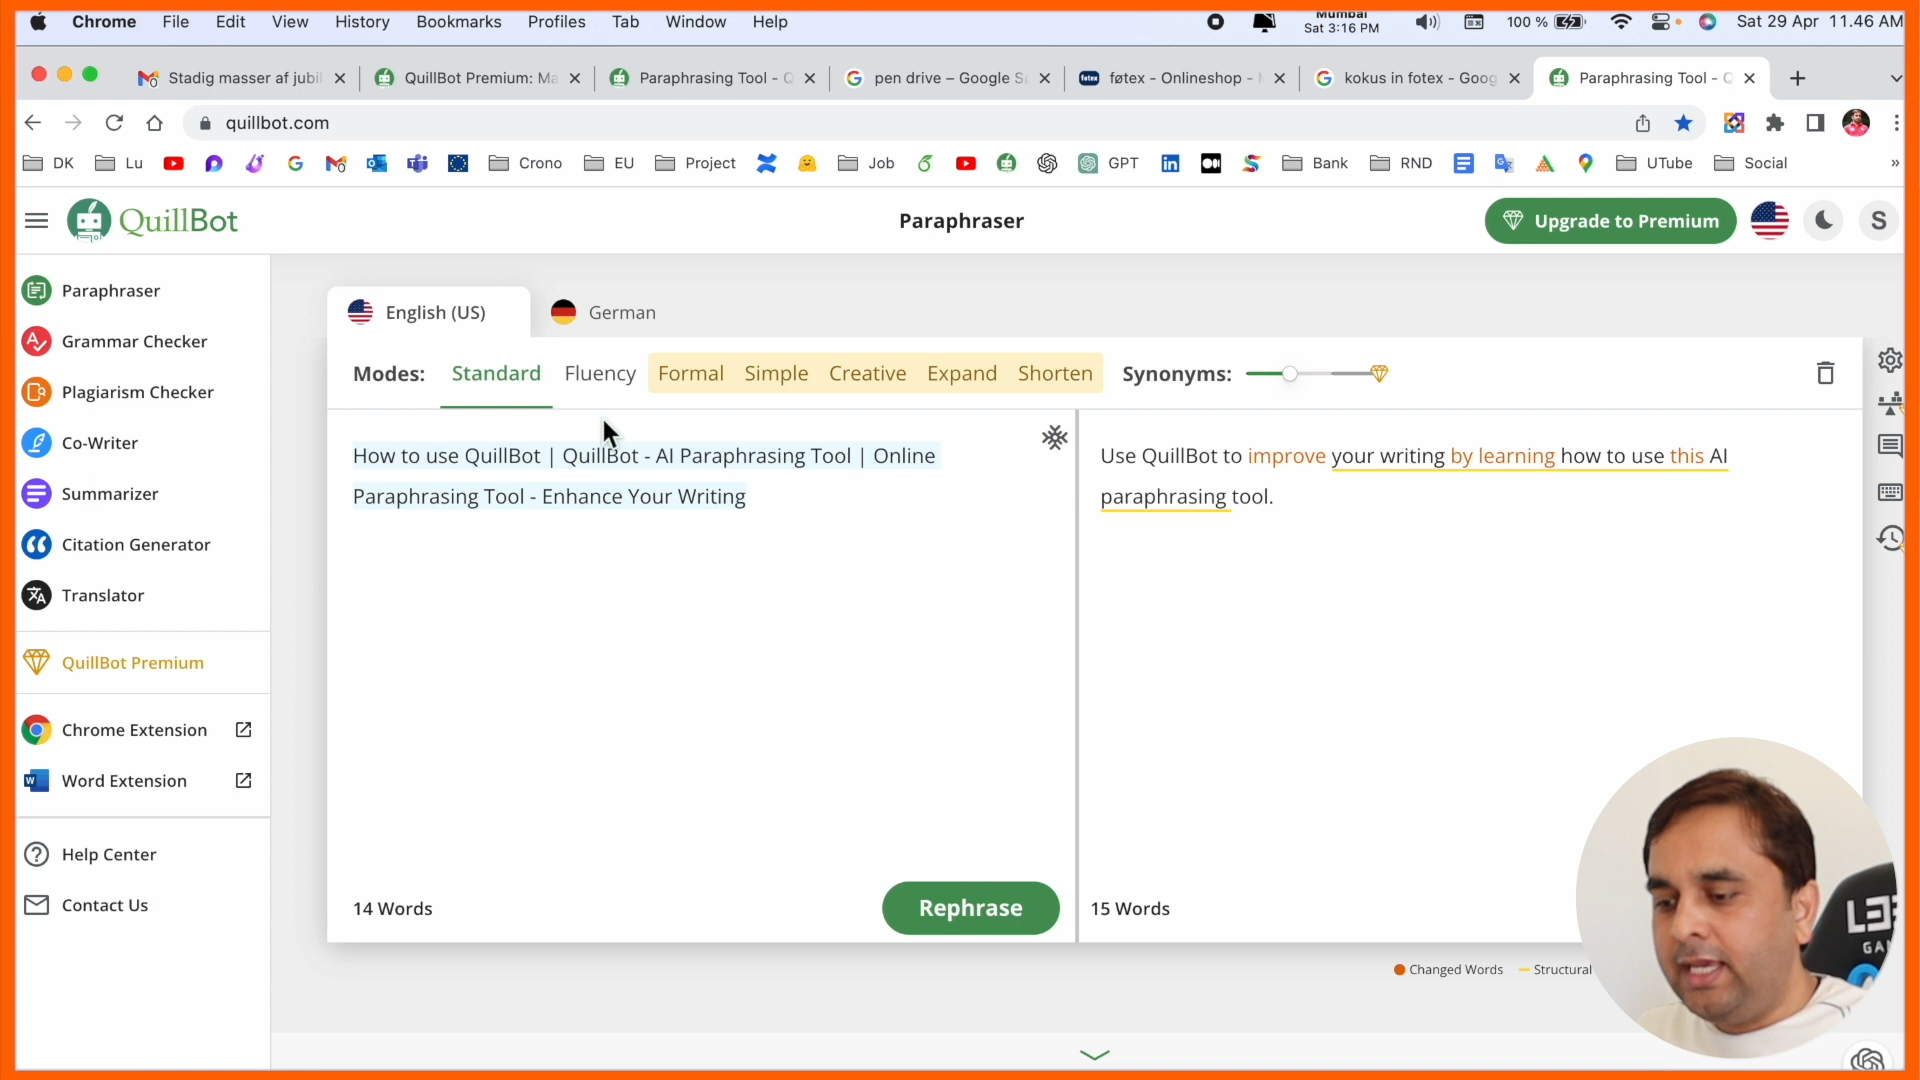 Chrome File Edit View History Bookmarks Profiles Tab Window Help
Mumbai
Sat 3:16 PM
100 %
Sat 29 Apr 11.46 AM
Stadig masser af jubil
QuillBot Premium: Ma
Paraphrasing Tool - Q
pen drive – Google S
føtex
føtex - Onlineshop -
kokus in fotex - Goog
Paraphrasing Tool - Q
quillbot.com
DK Lu Crono EU Project Job GPT Bank RND UTube Social »
QuillBot
Paraphraser
Upgrade to Premium
S
Paraphraser
Grammar Checker
Plagiarism Checker
Co-Writer
Summarizer
Citation Generator
Translator
QuillBot Premium
Chrome Extension
Word Extension
Help Center
Contact Us
English (US) German
Modes: Standard Fluency Formal Simple Creative Expand Shorten Synonyms:
How to use QuillBot | QuillBot - AI Paraphrasing Tool | Online
Paraphrasing Tool - Enhance Your Writing
14 Words
Rephrase
Use QuillBot to improve your writing by learning how to use this AI
paraphrasing tool.
15 Words
Changed Words Structural
GA